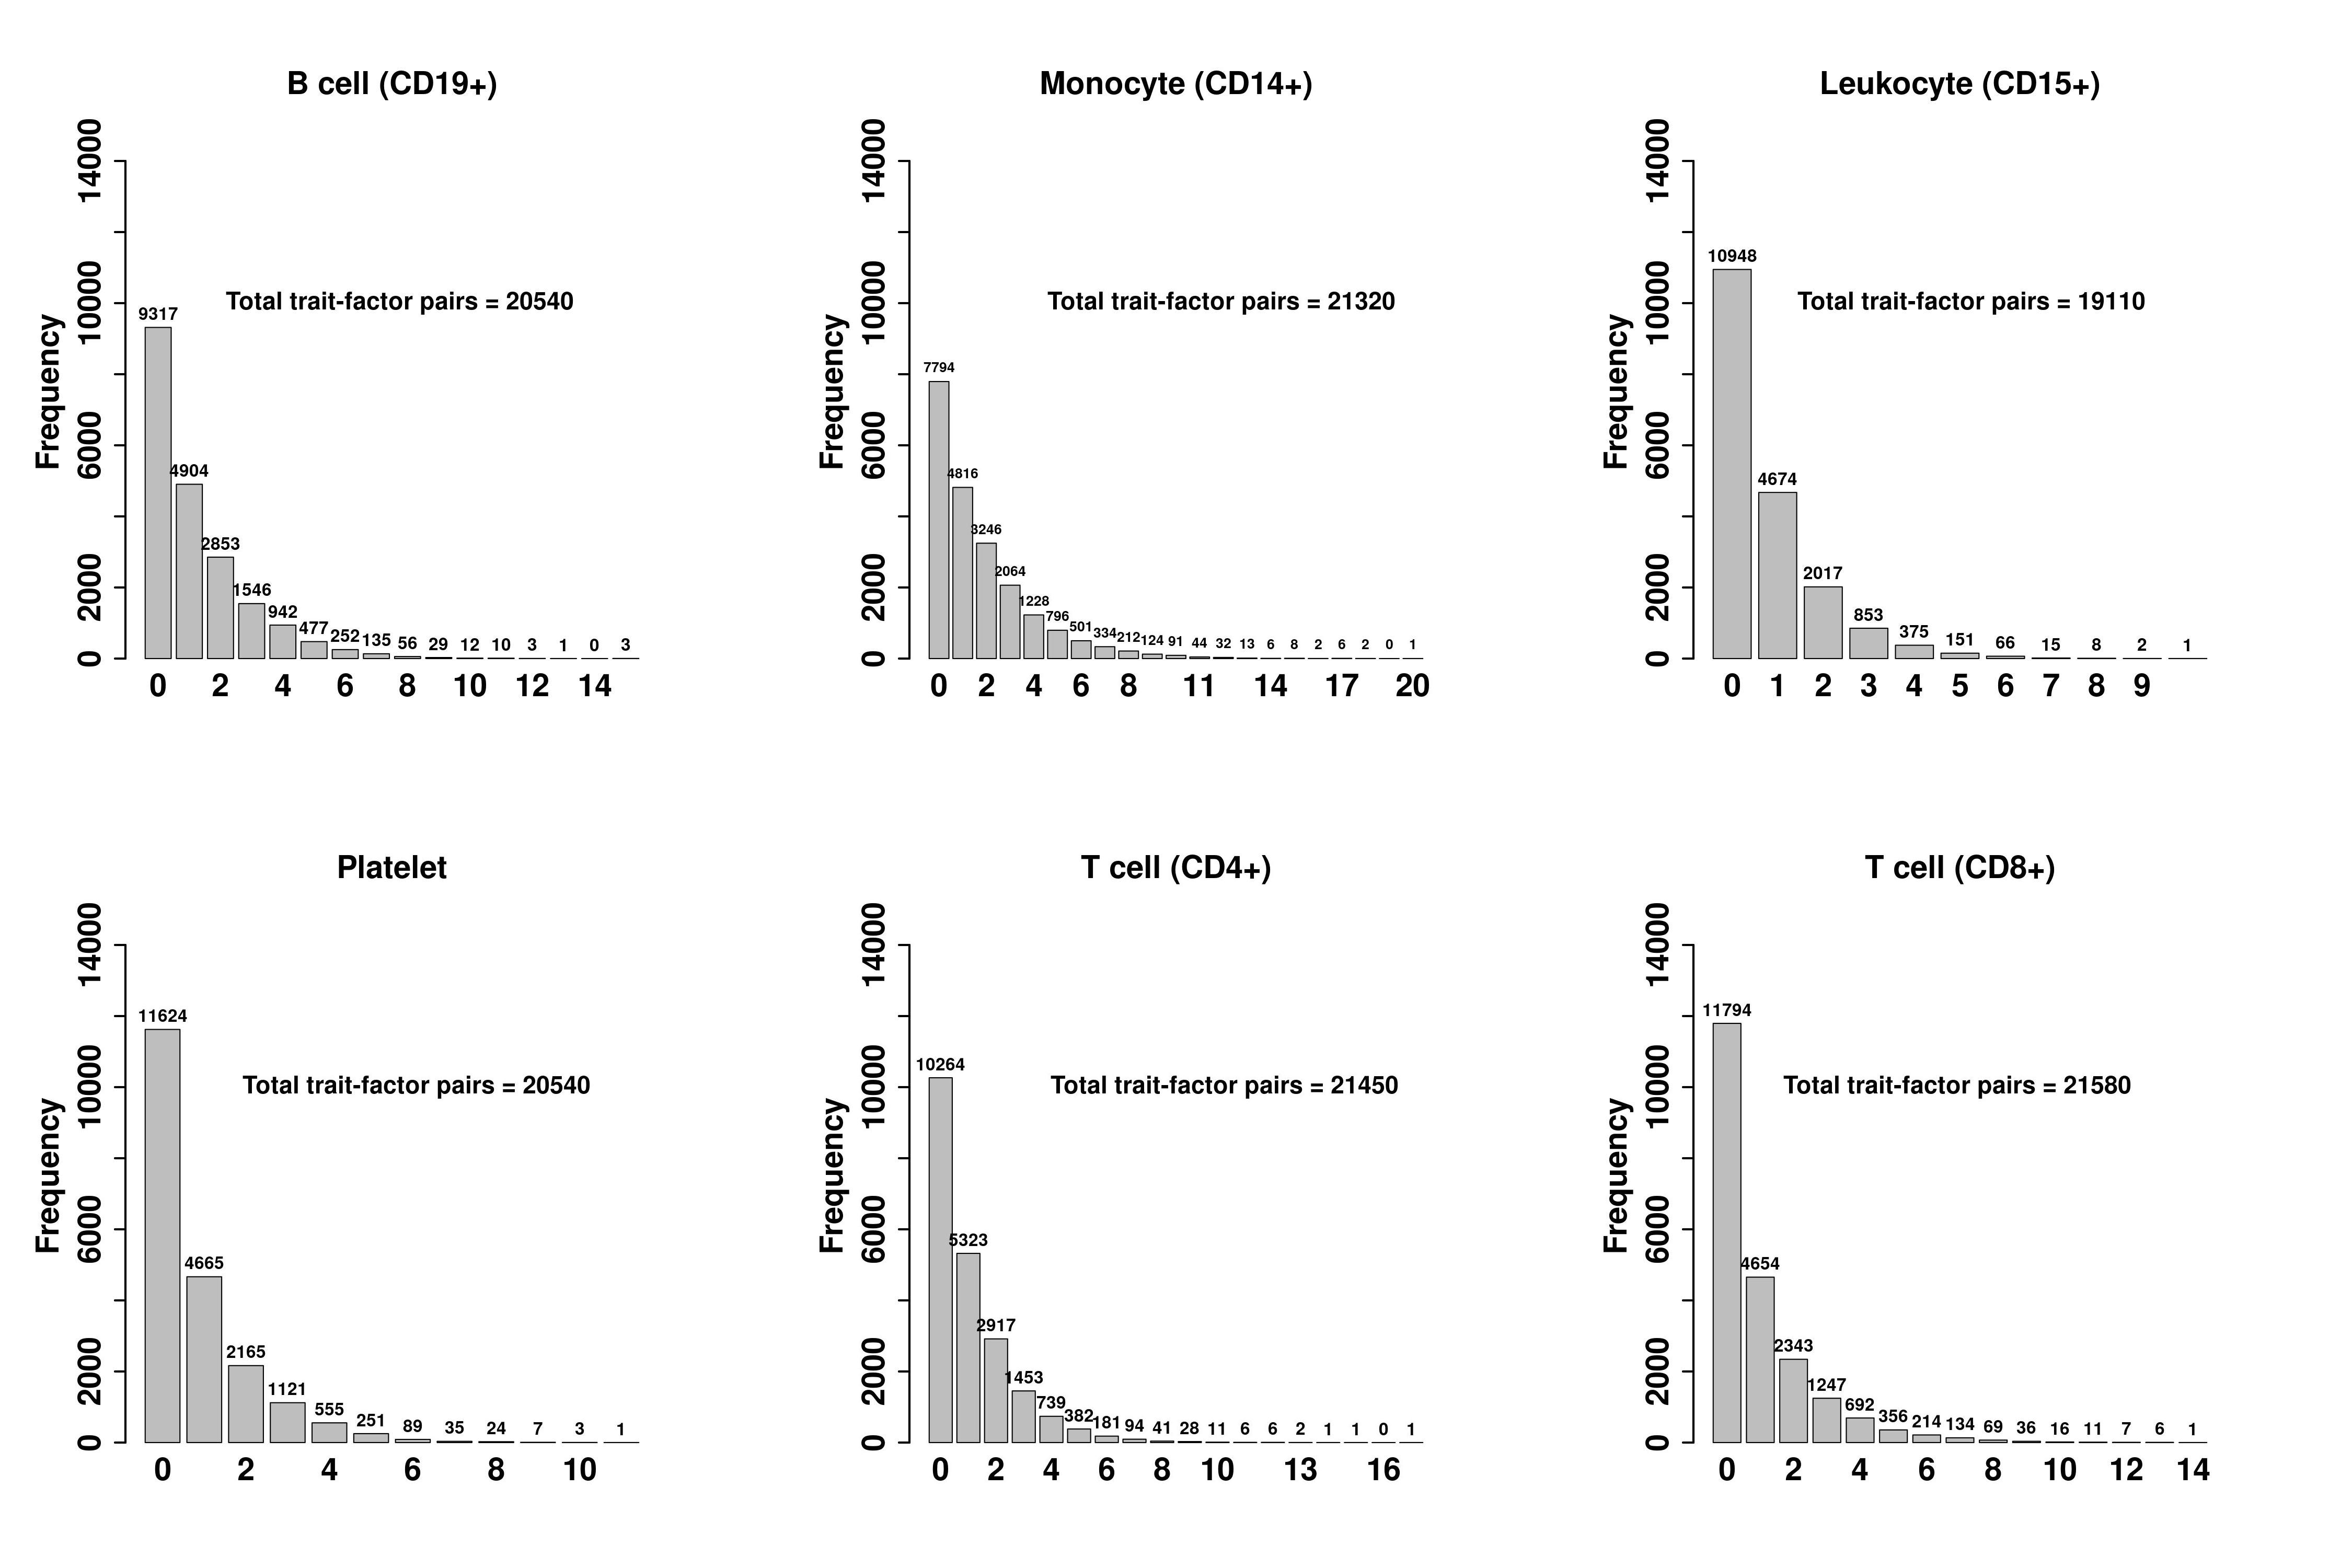 B cell (CD19+)
Frequency
0 2000 6000 10000 14000
Total trait-factor pairs = 20540
9317 4904 2853 1546 942 477 252 135 56 29 12 10 3 1 0 3
0 2 4 6 8 10 12 14
Monocyte (CD14+)
Frequency
0 2000 6000 10000 14000
Total trait-factor pairs = 21320
7794 4816 3246 2064 1228 796 501 334 212 124 91 44 32 13 6 8 2 6 2 0 1
0 2 4 6 8 11 14 17 20
Leukocyte (CD15+)
Frequency
0 2000 6000 10000 14000
Total trait-factor pairs = 19110
10948 4674 2017 853 375 151 66 15 8 2 1
0 1 2 3 4 5 6 7 8 9
Platelet
Frequency
0 2000 6000 10000 14000
Total trait-factor pairs = 20540
11624 4665 2165 1121 555 251 89 35 24 7 3 1
0 2 4 6 8 10
T cell (CD4+)
Frequency
0 2000 6000 10000 14000
Total trait-factor pairs = 21450
10264 5323 2917 1453 739 382 181 94 41 28 11 6 6 2 1 1 0 1
0 2 4 6 8 10 13 16
T cell (CD8+)
Frequency
0 2000 6000 10000 14000
Total trait-factor pairs = 21580
11794 4654 2343 1247 692 356 214 134 69 36 16 11 7 6 1
0 2 4 6 8 10 12 14